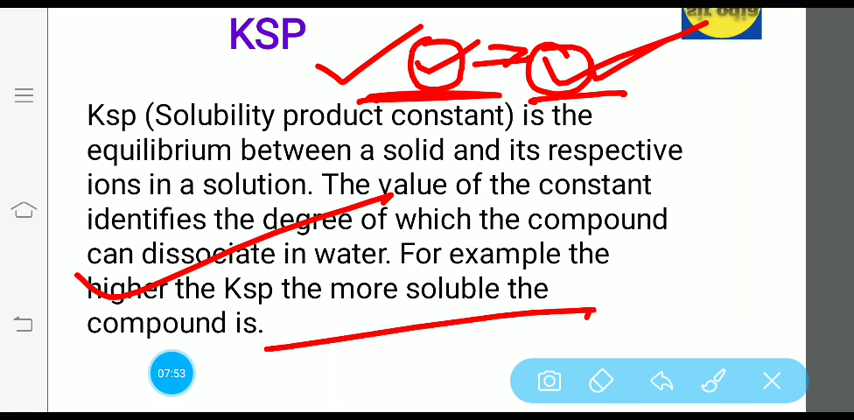 KSP
Ksp (Solubility product constant) is the
equilibrium between a solid and its respective
ions in a solution. The value of the constant
identifies the degree of which the compound
can dissociate in water. For example the
higher the Ksp the more soluble the
compound is.
07:53